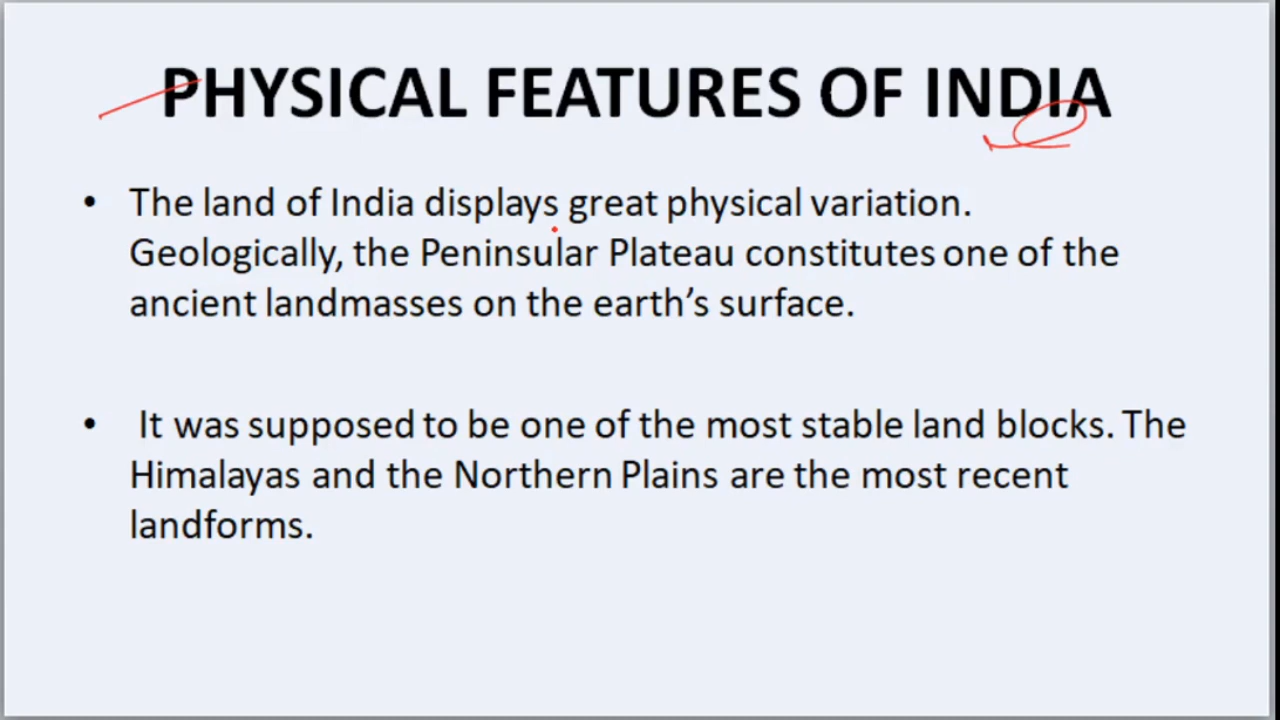 PHYSICAL FEATURES OF INDIA
• The land of India displays great physical variation.
Geologically, the Peninsular Plateau constitutes one of the
ancient landmasses on the earth’s surface.
• It was supposed to be one of the most stable land blocks. The
Himalayas and the Northern Plains are the most recent
landforms.